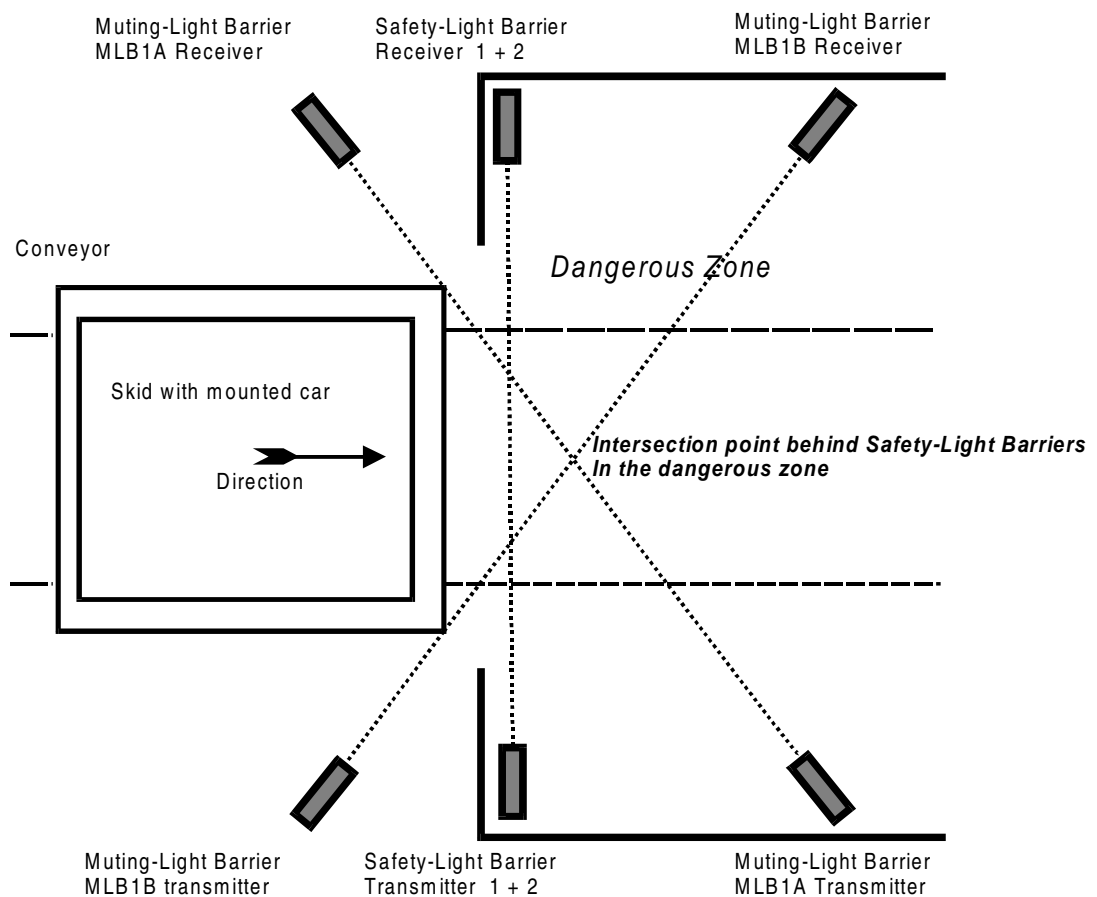 Muting-Light Barrier
MLB1A Receiver
Safety-Light Barrier
Receiver 1 + 2
Muting-Light Barrier
MLB1B Receiver
Conveyor
Dangerous Zone
Skid with mounted car
Direction
Intersection point behind Safety-Light Barriers
In the dangerous zone
Muting-Light Barrier
MLB1B transmitter
Safety-Light Barrier
Transmitter 1 + 2
Muting-Light Barrier
MLB1A Transmitter